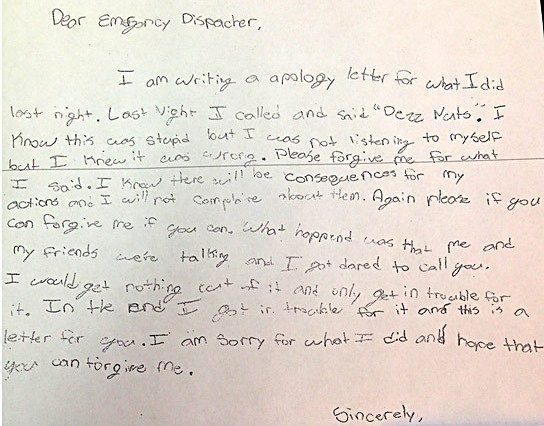 Dear Emergoncy Dispacher,
I am writing a apology letter for what I did
last night. Last Night I called and said "Dezz Nuts". I
Know this was stupid but I was not listening to myself
but I knew it was wrong. Please forgive me for what
I said. I Know there will be consequences for my
actions and I will not complaine about them. Again please if you
can forgive me if you can. What happend was that me and
my friends were talking and I got dared to call you.
I would get nothing out of it and only get in trouble for
it. In the end I got in trouble for it and this is a
letter for you. I am sorry for what I did and hope that
you can forgive me.
Sincerely,